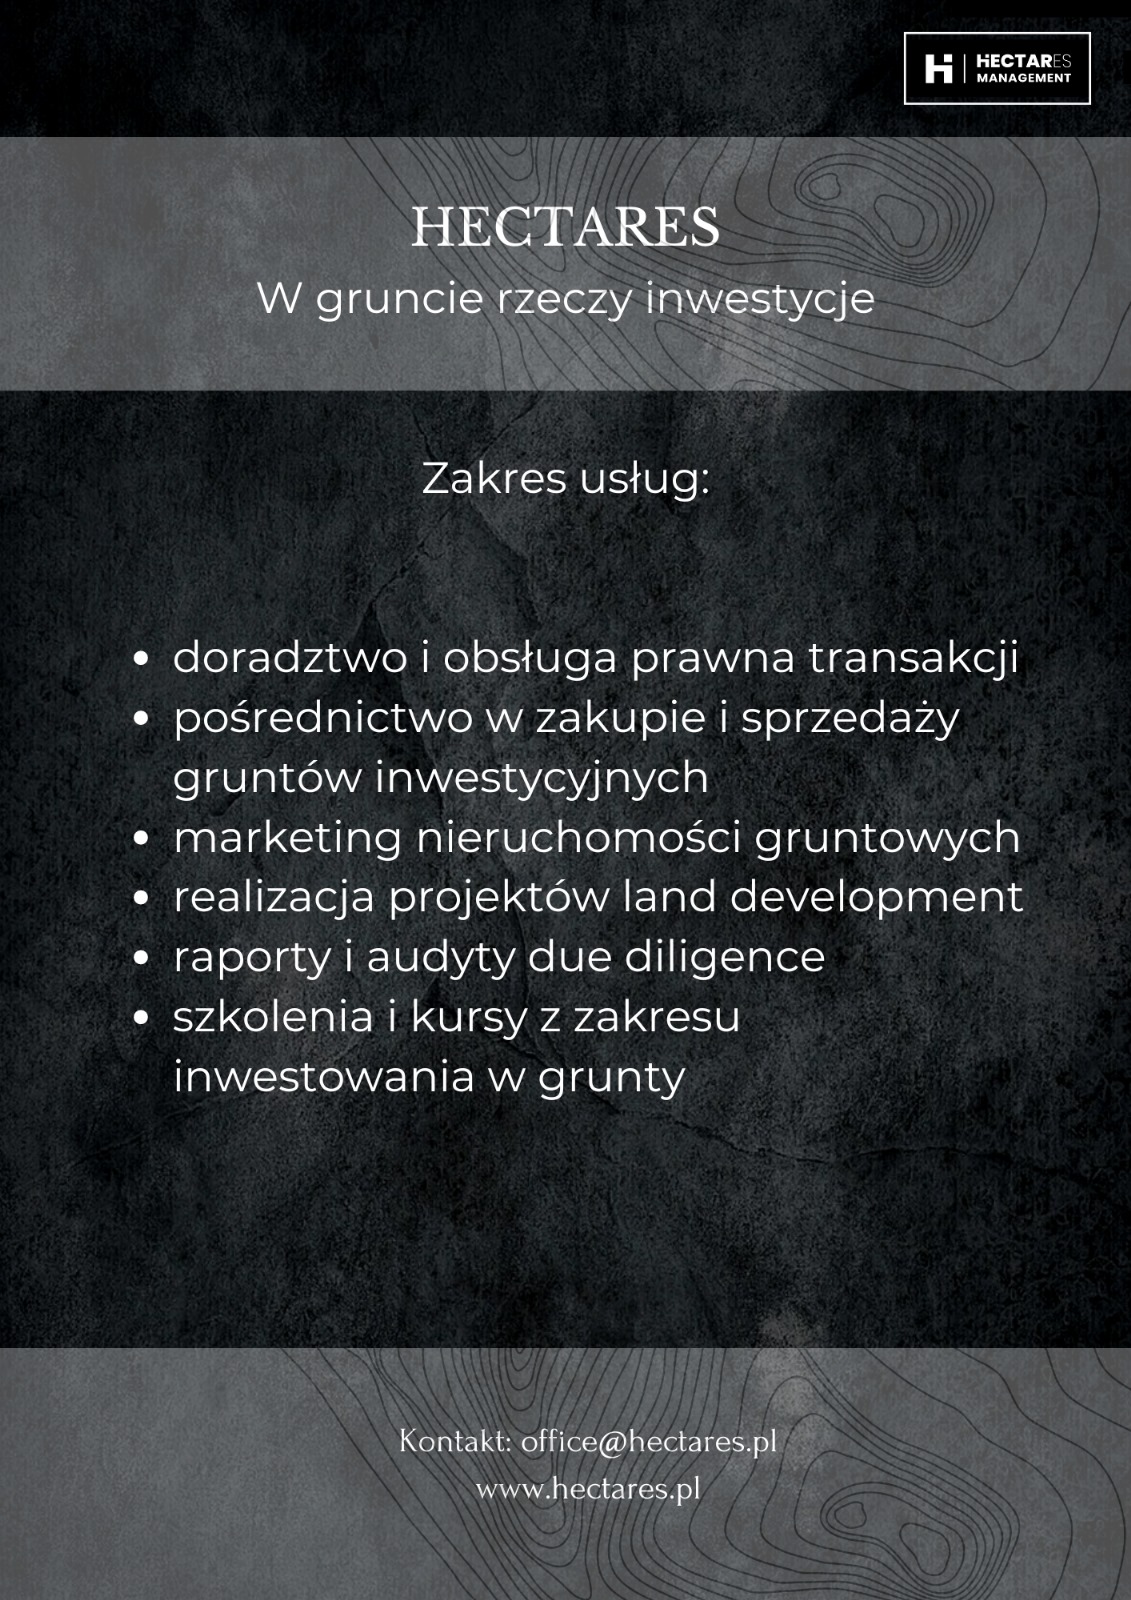 HECTARES
MANAGEMENT
HECTARES
W gruncie rzeczy inwestycje
Zakres usług:
• doradztwo i obsługa prawna transakcji
• pośrednictwo w zakupie i sprzedaży
gruntów inwestycyjnych
• marketing nieruchomości gruntowych
• realizacja projektów land development
• raporty i audyty due diligence
• szkolenia i kursy z zakresu
inwestowania w grunty
Kontakt: office@hectares.pl
www.hectares.pl